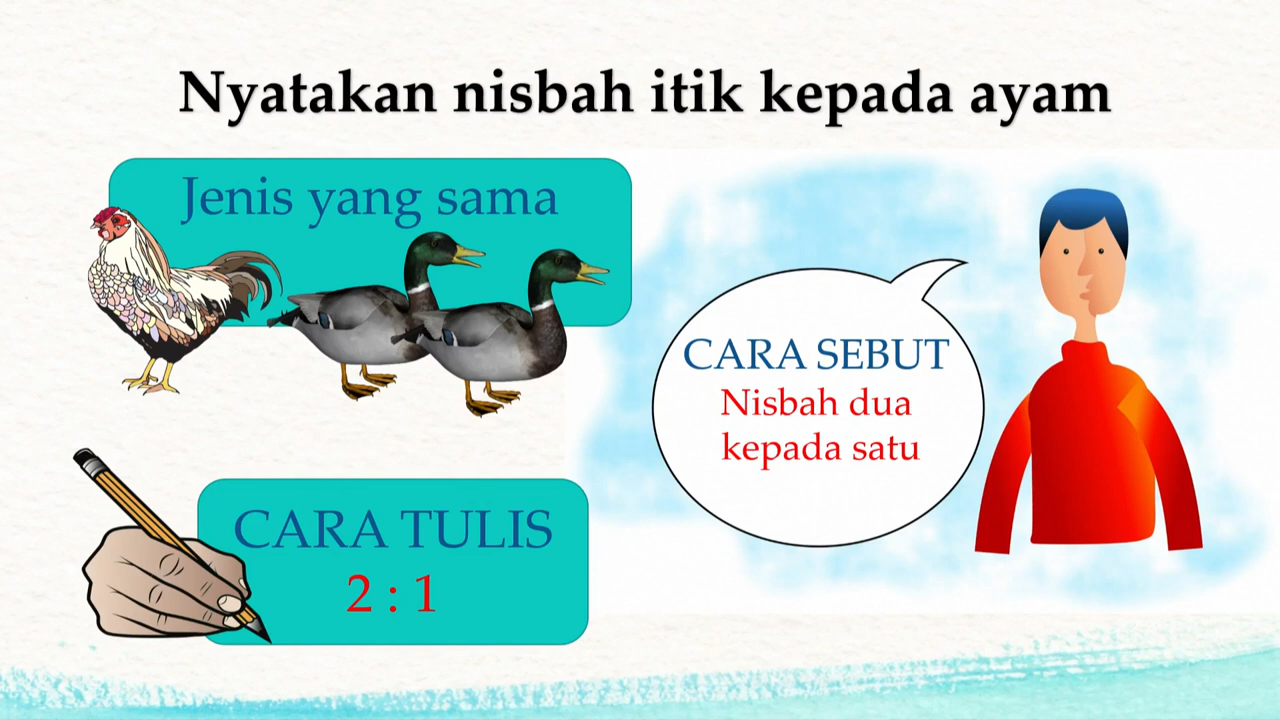 Nyatakan nisbah itik kepada ayam
Jenis yang sama
CARA SEBUT
Nisbah dua
kepada satu
CARA TULIS
2 : 1